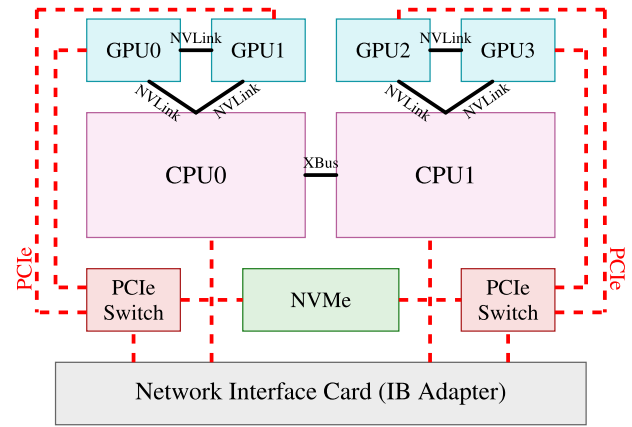 NVLink
NVLink
GPU0
GPU1
GPU2
GPU3
NVLink
NVLink
NVLink
NVLink
XBus
CPU0
CPU1
PCIe
PCIe
PCIe
Switch
NVMe
PCIe
Switch
Network Interface Card (IB Adapter)